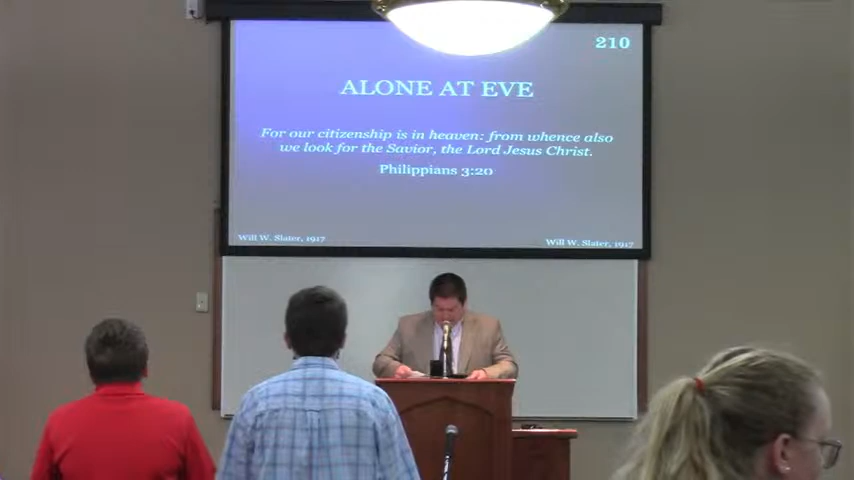 210
ALONE AT EVE
For our citizenship is in heaven: from whence also
we look for the Savior, the Lord Jesus Christ.
Philippians 3:20
Will W. Slater, 1917
Will W. Slater, 1917